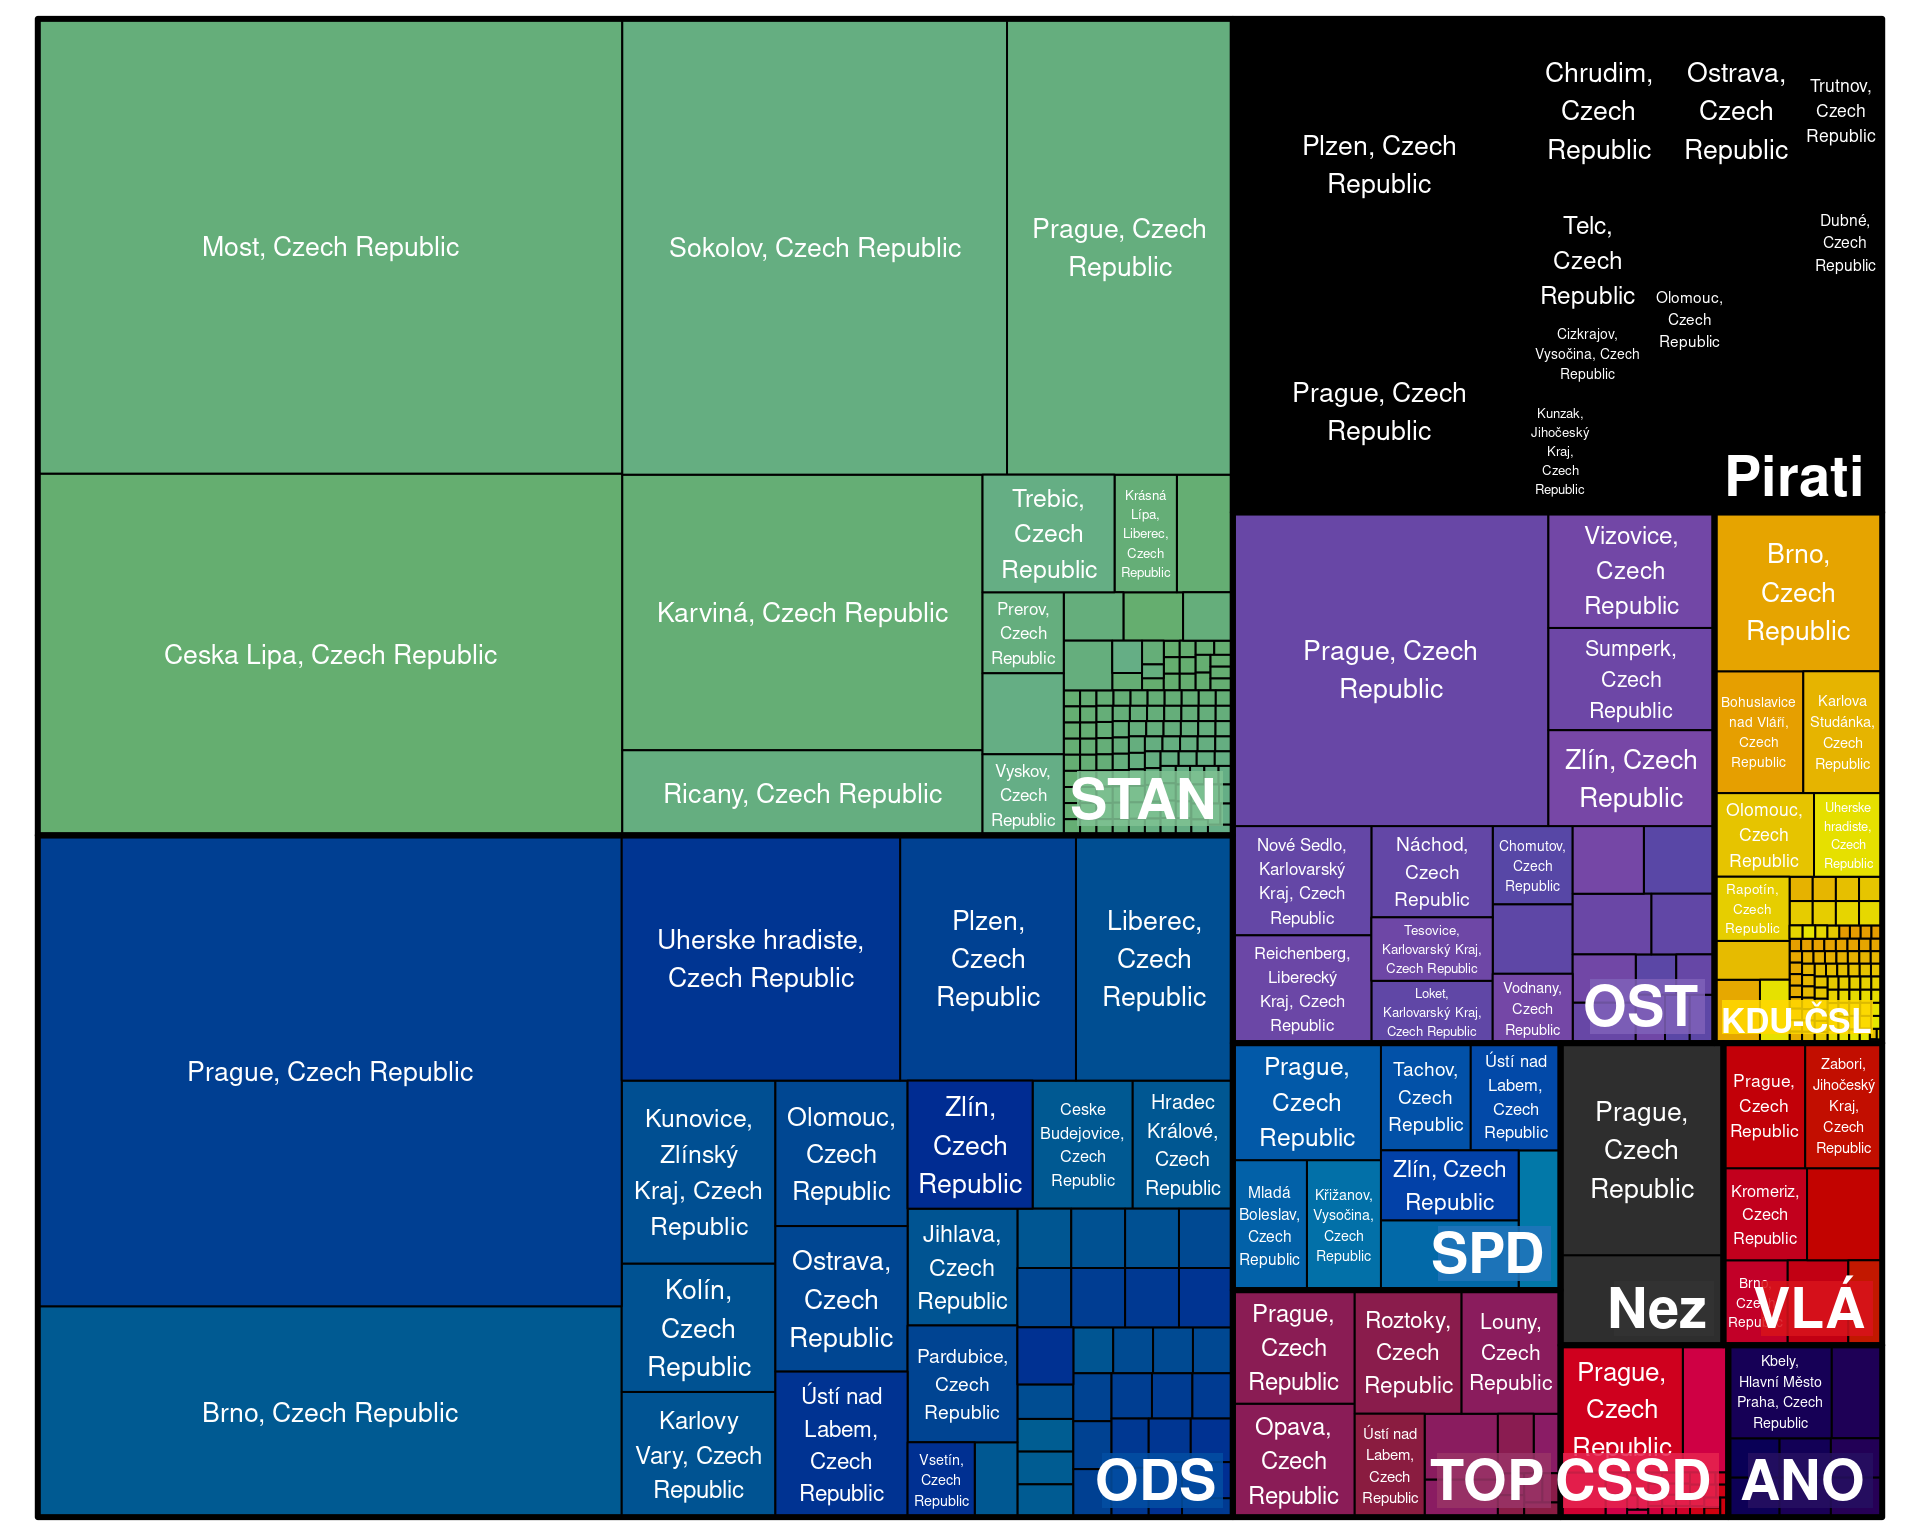 Most, Czech Republic
Sokolov, Czech Republic
Prague, Czech
Republic
Ceska Lipa, Czech Republic
Karviná, Czech Republic
Ricany, Czech Republic
Trebic,
Czech
Republic
Krásná
Lípa,
Liberec,
Czech
Republic
Prerov,
Czech
Republic
Vyskov,
Czech
Republic
STAN
Plzen, Czech
Republic
Prague, Czech
Republic
Chrudim,
Czech
Republic
Ostrava,
Czech
Republic
Trutnov,
Czech
Republic
Telc,
Czech
Republic
Dubné,
Czech
Republic
Olomouc,
Czech
Republic
Cizkrajov,
Vysočina, Czech
Republic
Kunzak,
Jihočeský
Kraj,
Czech
Republic
Pirati
Prague, Czech
Republic
Vizovice,
Czech
Republic
Sumperk,
Czech
Republic
Zlín, Czech
Republic
Nové Sedlo,
Karlovarský
Kraj, Czech
Republic
Reichenberg,
Liberecký
Kraj, Czech
Republic
Náchod,
Czech
Republic
Tesovice,
Karlovarský Kraj,
Czech Republic
Loket,
Karlovarský Kraj,
Czech Republic
Chomutov,
Czech
Republic
Vodnany,
Czech
Republic
OST
Brno,
Czech
Republic
Bohuslavice
nad Vláří,
Czech
Republic
Karlova
Studánka,
Czech
Republic
Olomouc,
Czech
Republic
Uherske
hradiste,
Czech
Republic
Rapotín,
Czech
Republic
KDU-ČSL
Prague, Czech Republic
Brno, Czech Republic
Uherske hradiste,
Czech Republic
Plzen,
Czech
Republic
Liberec,
Czech
Republic
Kunovice,
Zlínský
Kraj, Czech
Republic
Kolín,
Czech
Republic
Karlovy
Vary, Czech
Republic
Olomouc,
Czech
Republic
Ostrava,
Czech
Republic
Ústí nad
Labem,
Czech
Republic
Zlín,
Czech
Republic
Ceske
Budejovice,
Czech
Republic
Hradec
Králové,
Czech
Republic
Jihlava,
Czech
Republic
Pardubice,
Czech
Republic
Vsetín,
Czech
Republic
ODS
Prague,
Czech
Republic
Tachov,
Czech
Republic
Ústí nad
Labem,
Czech
Republic
Mladá
Boleslav,
Czech
Republic
Křižanov,
Vysočina,
Czech
Republic
Zlín, Czech
Republic
SPD
Prague,
Czech
Republic
Nez
Prague,
Czech
Republic
Zabori,
Jihočeský
Kraj,
Czech
Republic
Kromeriz,
Czech
Republic
Brno,
VLÁ
Prague,
Czech
Republic
Roztoky,
Czech
Republic
Louny,
Czech
Republic
Opava,
Czech
Republic
Ústí nad
Labem,
Czech
Republic
TOP
Prague,
Czech
Republic
CSSD
Kbely,
Hlavní Město
Praha, Czech
Republic
ANO